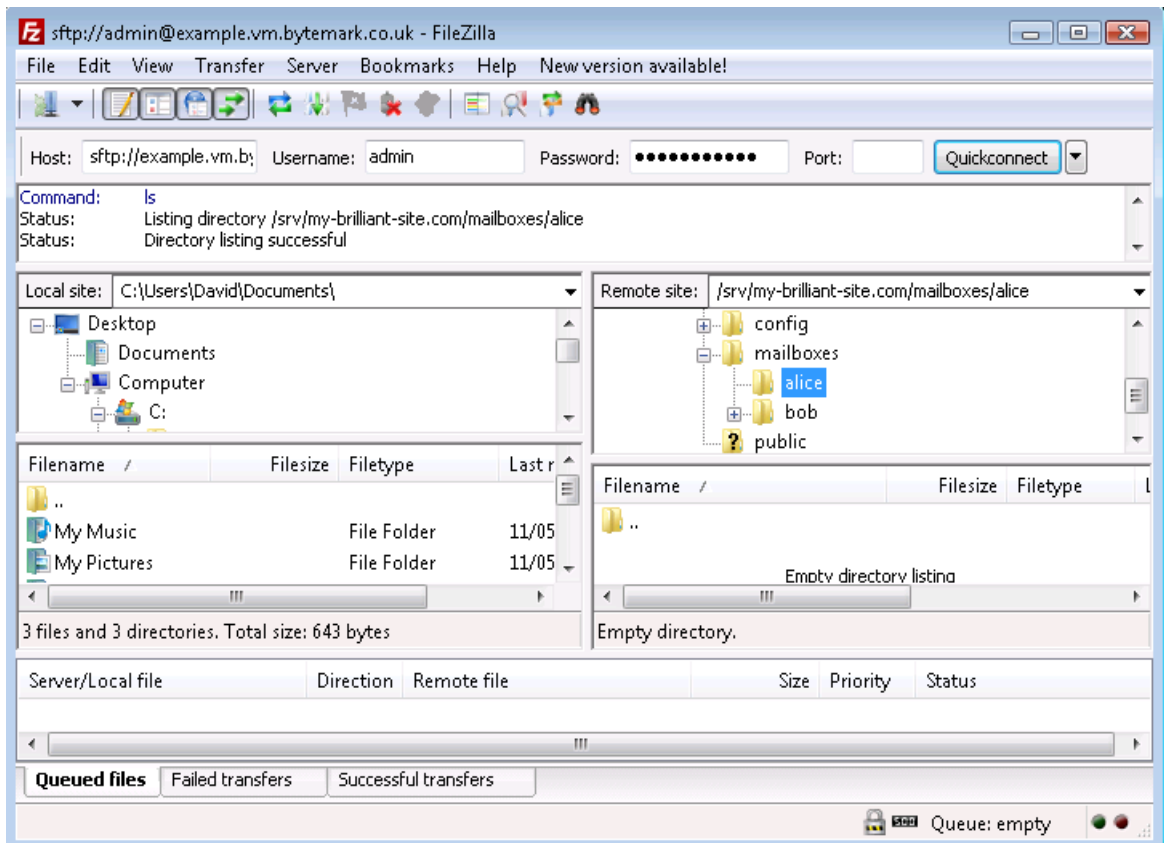 sftp://admin@example.vm.bytemark.co.uk - FileZilla
File Edit View Transfer Server Bookmarks Help New version available!
Host: sftp://example.vm.by Username: admin Password: ●●●●●●●●●●● Port: Quickconnect
Command: ls
Status: Listing directory /srv/my-brilliant-site.com/mailboxes/alice
Status: Directory listing successful
Local site: C:\Users\David\Documents\
Desktop
Documents
Computer
C:
Filename / Filesize Filetype Last r
..
My Music File Folder 11/05
My Pictures File Folder 11/05
3 files and 3 directories. Total size: 643 bytes
Remote site: /srv/my-brilliant-site.com/mailboxes/alice
config
mailboxes
alice
bob
? public
Filename / Filesize Filetype L
..
Empty directory listing
Empty directory.
Server/Local file Direction Remote file Size Priority Status
Queued files Failed transfers Successful transfers
Queue: empty